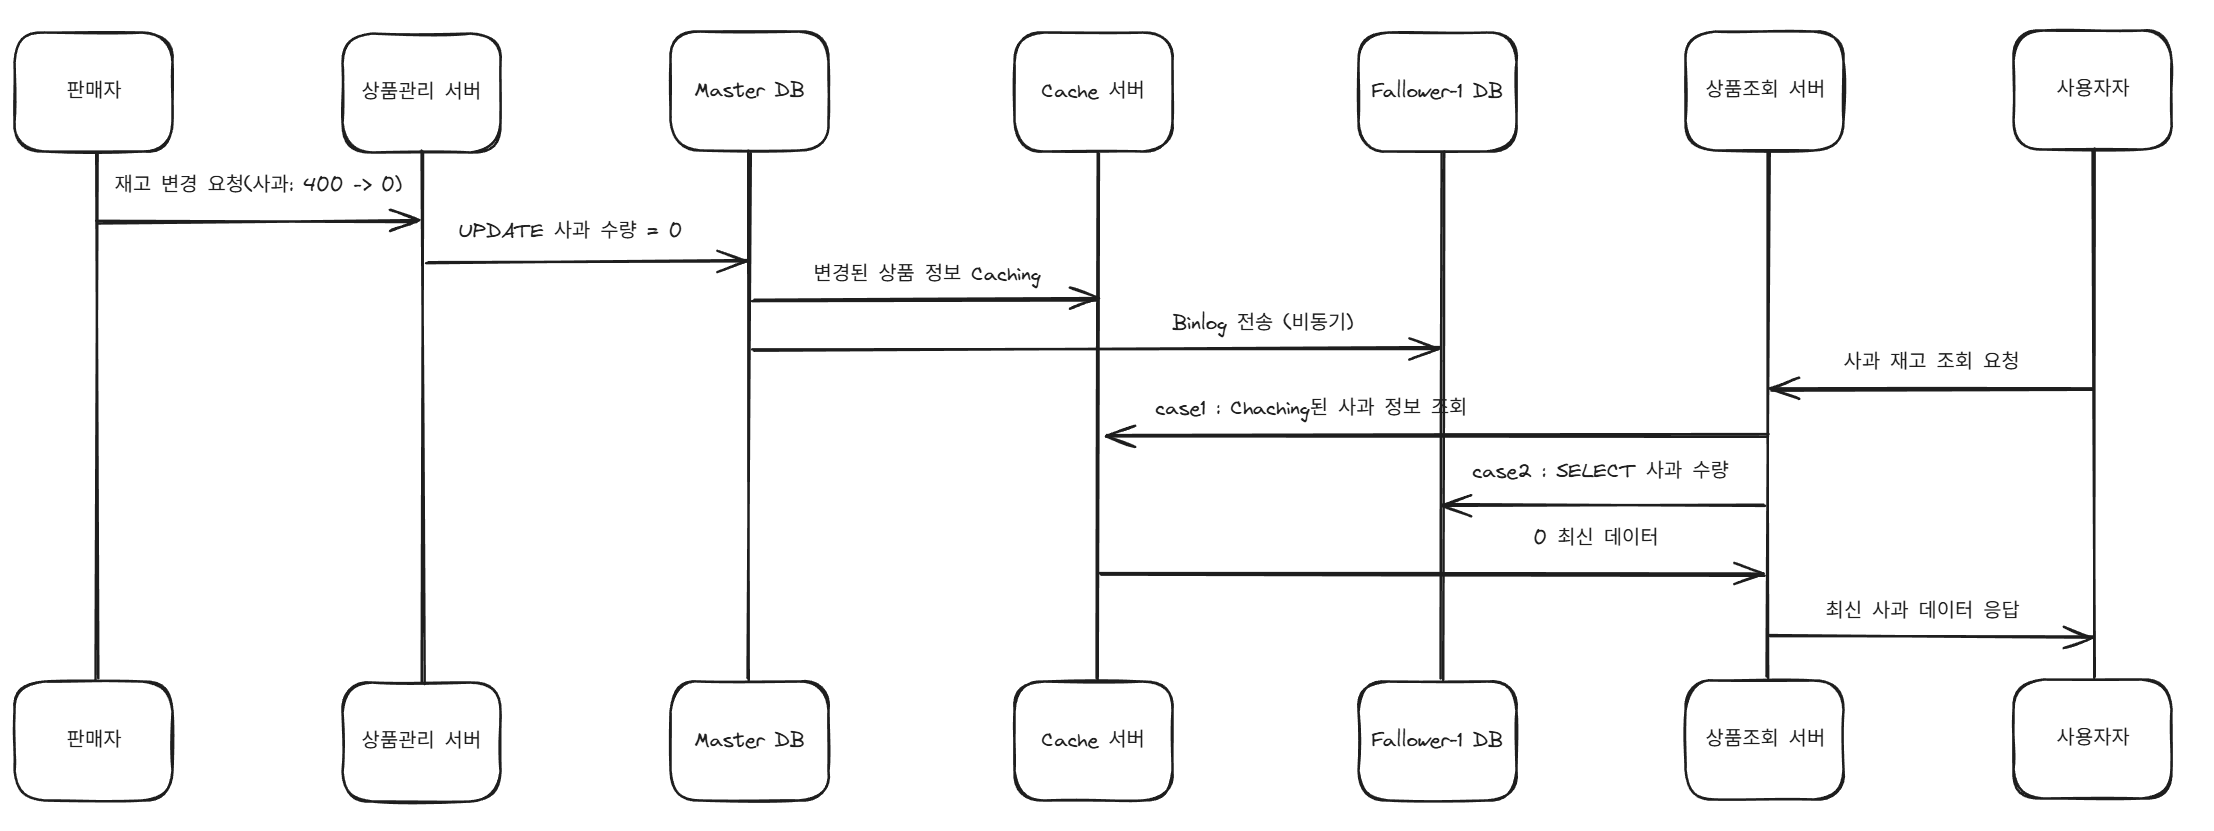 판매자
상품관리 서버
Master DB
Cache 서버
Fallower-1 DB
상품조회 서버
사용자자
재고 변경 요청(사과: 400 -> 0)
UPDATE 사과 수량 = 0
변경된 상품 정보 Caching
Binlog 전송 (비동기)
사과 재고 조회 요청
case1 : Chaching된 사과 정보 조회
case2 : SELECT 사과 수량
0 최신 데이터
최신 사과 데이터 응답
판매자
상품관리 서버
Master DB
Cache 서버
Fallower-1 DB
상품조회 서버
사용자자